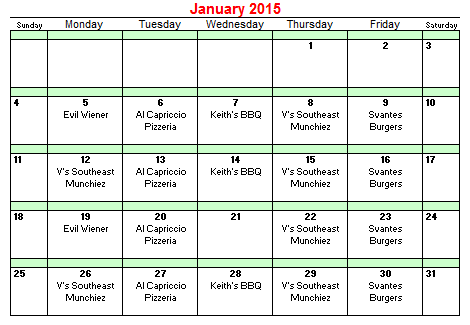 January 2015
Sunday Monday Tuesday Wednesday Thursday Friday Saturday
1 2 3
4 5 6 7 8 9 10
Evil Wiener Al Capriccio Keith's BBQ V's Southeast Svantes
Pizzeria Munchiez Burgers
11 12 13 14 15 16 17
V's Southeast Al Capriccio Keith's BBQ V's Southeast Svantes
Munchiez Pizzeria Munchiez Burgers
18 19 20 21 22 23 24
Evil Wiener Al Capriccio V's Southeast Svantes
Pizzeria Munchiez Burgers
25 26 27 28 29 30 31
V's Southeast Al Capriccio Keith's BBQ V's Southeast Svantes
Munchiez Pizzeria Munchiez Burgers